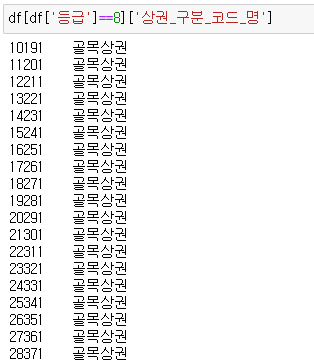 df[df['등급']==8]['상권_구분_코드_명']
10191 골목상권
11201 골목상권
12211 골목상권
13221 골목상권
14231 골목상권
15241 골목상권
16251 골목상권
17261 골목상권
18271 골목상권
19281 골목상권
20291 골목상권
21301 골목상권
22311 골목상권
23321 골목상권
24331 골목상권
25341 골목상권
26351 골목상권
27361 골목상권
28371 골목상권